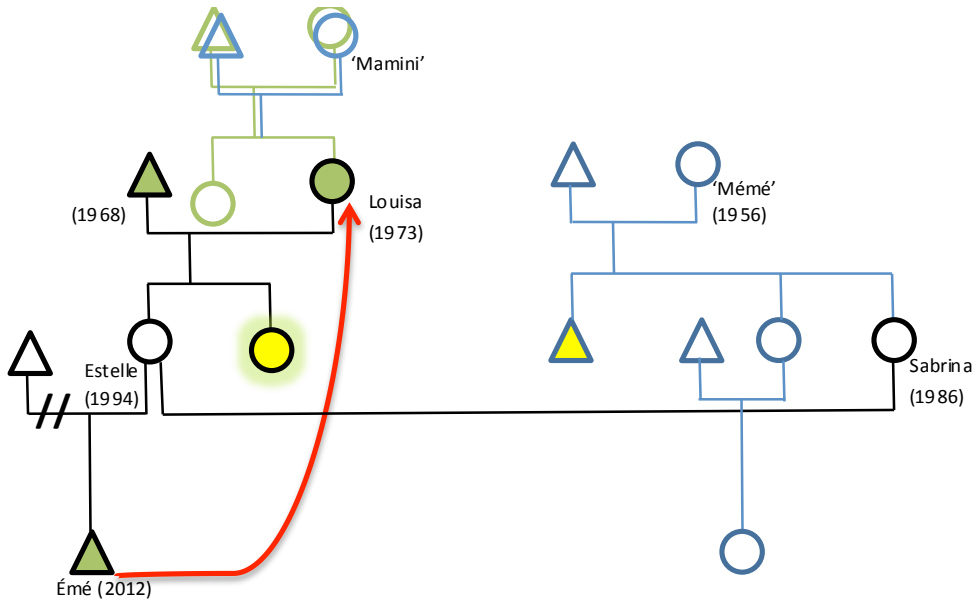 ‘Mamini’
(1968)
Louisa
(1973)
‘Mémé’
(1956)
Estelle
(1994)
Sabrina
(1986)
Émé (2012)